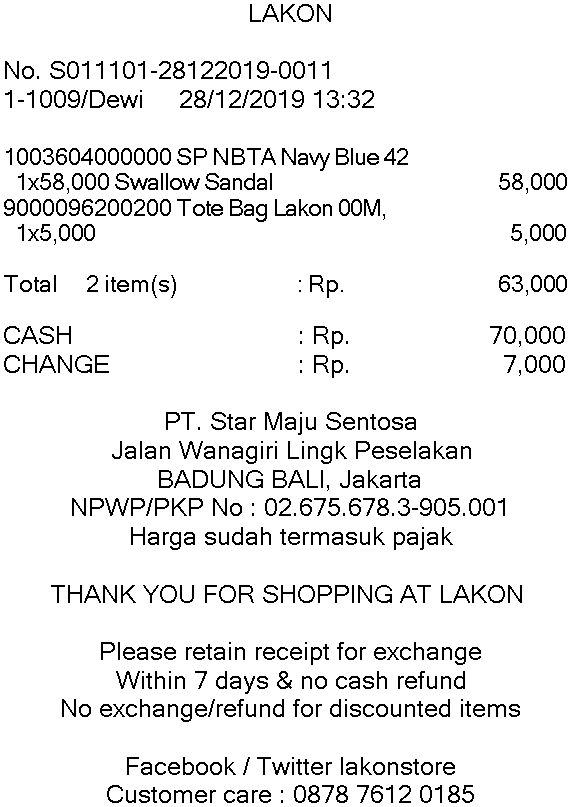 LAKON
No. S011101-28122019-0011
1-1009/Dewi 28/12/2019 13:32
1003604000000 SP NBTA Navy Blue 42
1x58,000 Swallow Sandal 58,000
9000096200200 Tote Bag Lakon 00M,
1x5,000 5,000
Total 2 item(s) : Rp. 63,000
CASH : Rp. 70,000
CHANGE : Rp. 7,000
PT. Star Maju Sentosa
Jalan Wanagiri Lingk Peselakan
BADUNG BALI, Jakarta
NPWP/PKP No : 02.675.678.3-905.001
Harga sudah termasuk pajak
THANK YOU FOR SHOPPING AT LAKON
Please retain receipt for exchange
Within 7 days & no cash refund
No exchange/refund for discounted items
Facebook / Twitter lakonstore
Customer care : 0878 7612 0185